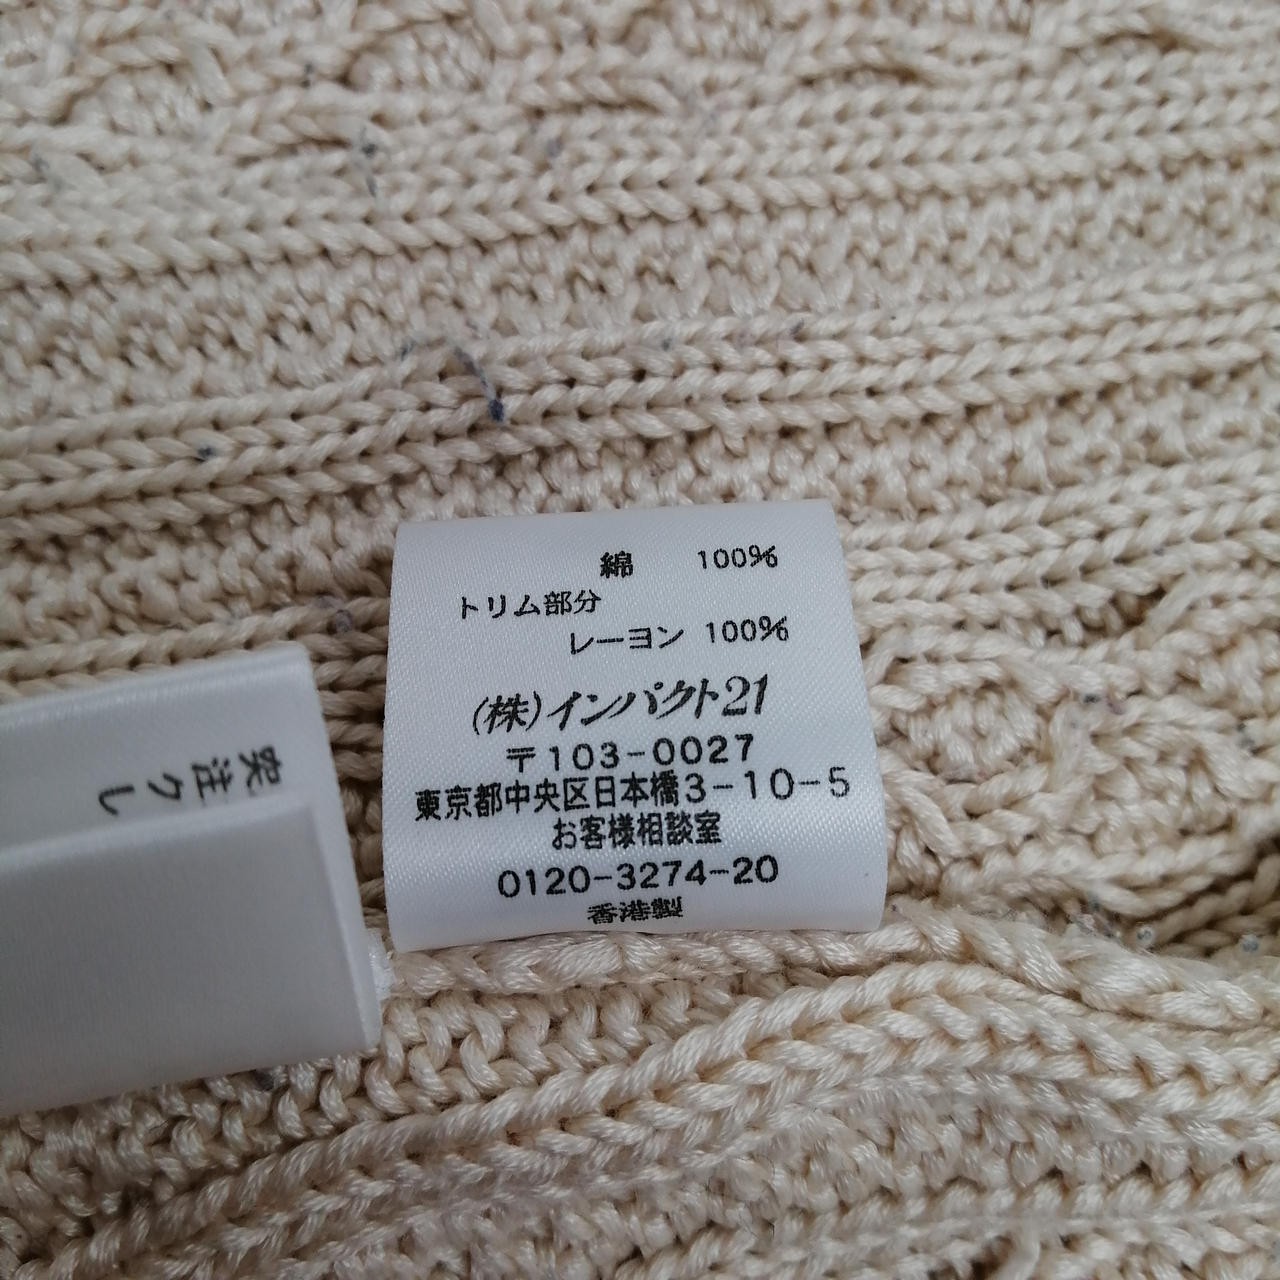 綿 100%
トリム部分
レーヨン 100%
(株)インパクト21
〒103-0027
東京都中央区日本橋3-10-5
お客様相談室
0120-3274-20
香港製